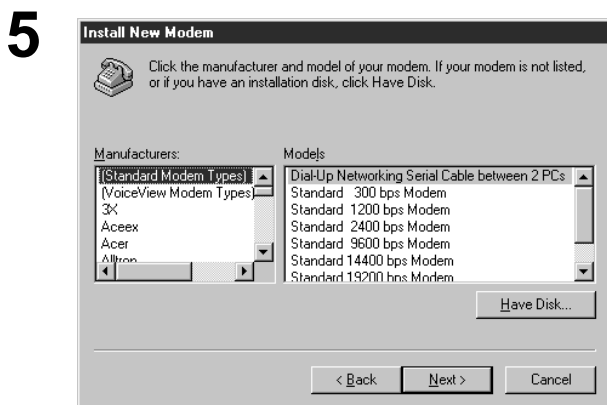 5
Install New Modem
Click the manufacturer and model of your modem. If your modem is not listed,
or if you have an installation disk, click Have Disk.
Manufacturers:
(Standard Modem Types)
(VoiceView Modem Types)
3X
Aceex
Acer
Alltron
Models
Dial-Up Networking Serial Cable between 2 PCs
Standard 300 bps Modem
Standard 1200 bps Modem
Standard 2400 bps Modem
Standard 9600 bps Modem
Standard 14400 bps Modem
Standard 19200 bps Modem
Have Disk...
< Back
Next >
Cancel